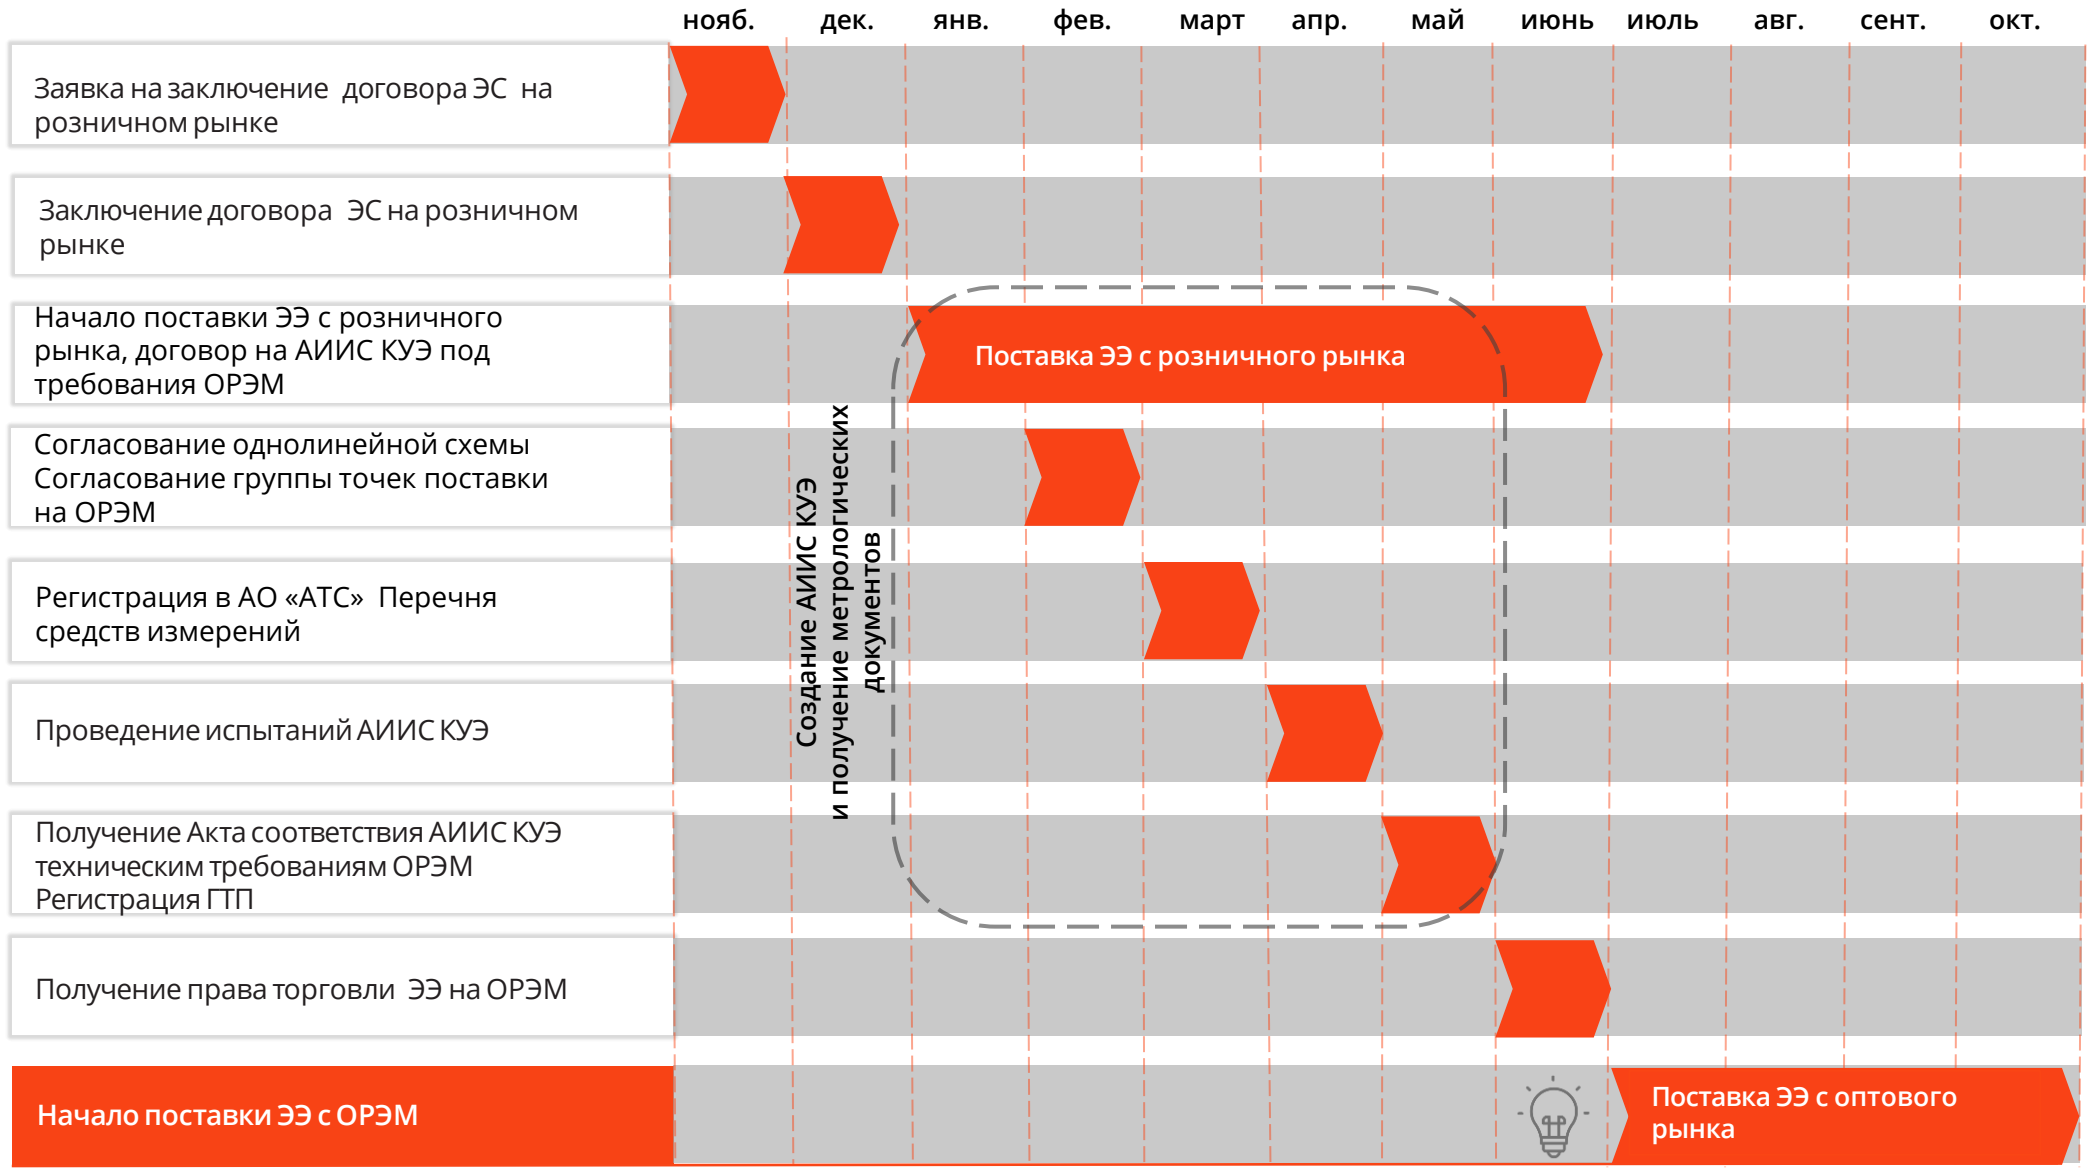 нояб. дек. янв. фев. март апр. май июнь июль авг. сент. окт.
Заявка на заключение договора ЭС на
розничном рынке
Заключение договора ЭС на розничном
рынке
Начало поставки ЭЭ с розничного
рынка, договор на АИИС КУЭ под
требования ОРЭМ
Поставка ЭЭ с розничного рынка
Согласование однолинейной схемы
Согласование группы точек поставки
на ОРЭМ
Создание АИИС КУЭ
и получение метрологических
документов
Регистрация в АО «АТС» Перечня
средств измерений
Проведение испытаний АИИС КУЭ
Получение Акта соответствия АИИС КУЭ
техническим требованиям ОРЭМ
Регистрация ГТП
Получение права торговли ЭЭ на ОРЭМ
Начало поставки ЭЭ с ОРЭМ
Поставка ЭЭ с оптового
рынка